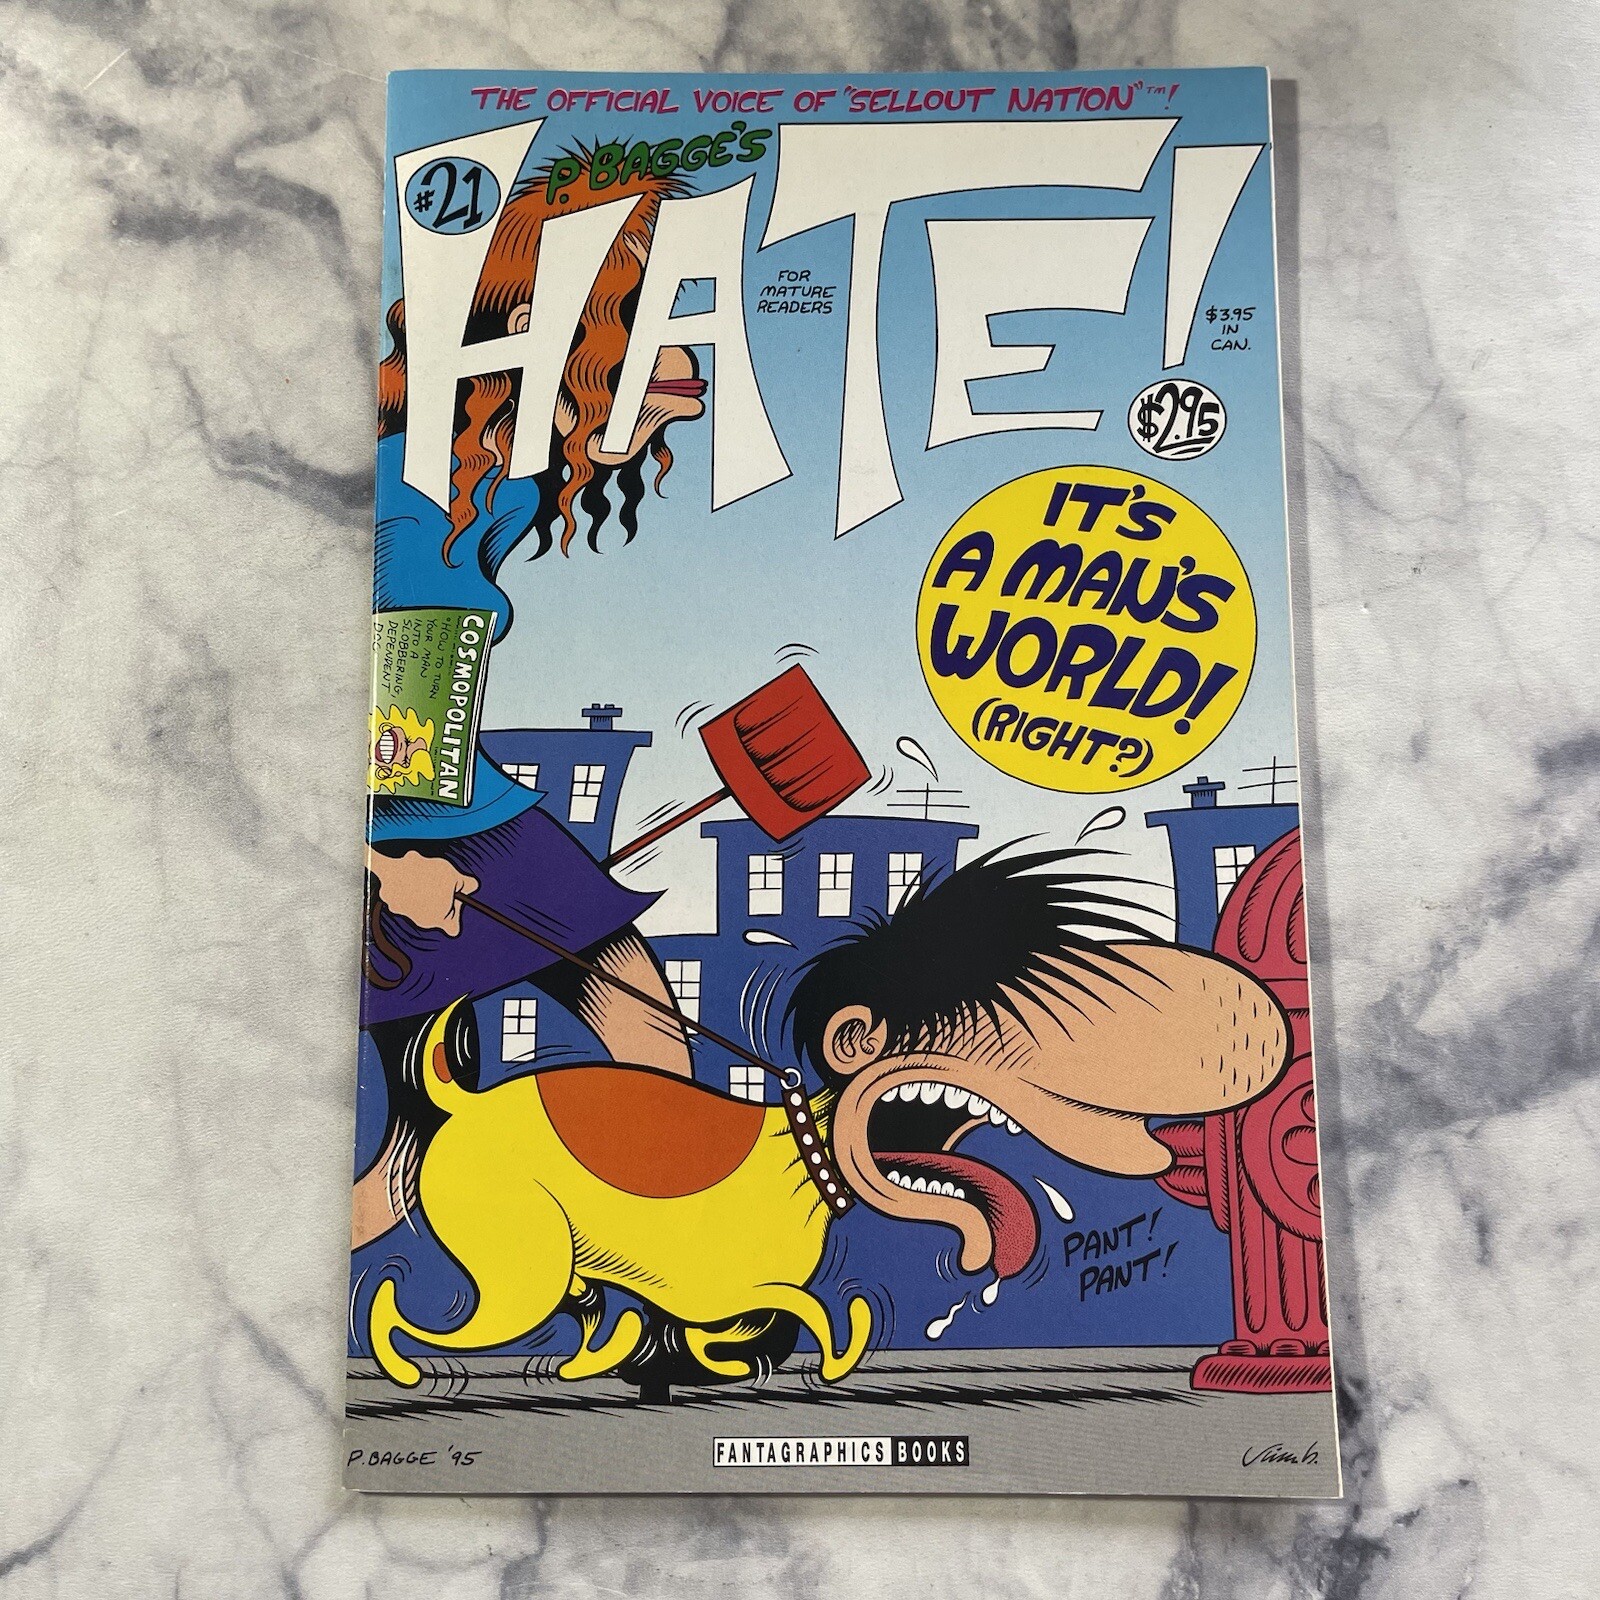 THE OFFICIAL VOICE OF "SELLOUT NATION"™!
#21
P. BAGGE'S
HATE!
FOR
MATURE
READERS
$3.95
IN
CAN.
$2.95
IT'S
A MAN'S
WORLD!
(RIGHT?)
COSMOPOLITAN
"HOW TO TURN
YOUR MAN
INTO A
SLOBBERING,
DEPENDENT
DOG
PANT!
PANT!
P. BAGGE '95
FANTAGRAPHICS BOOKS